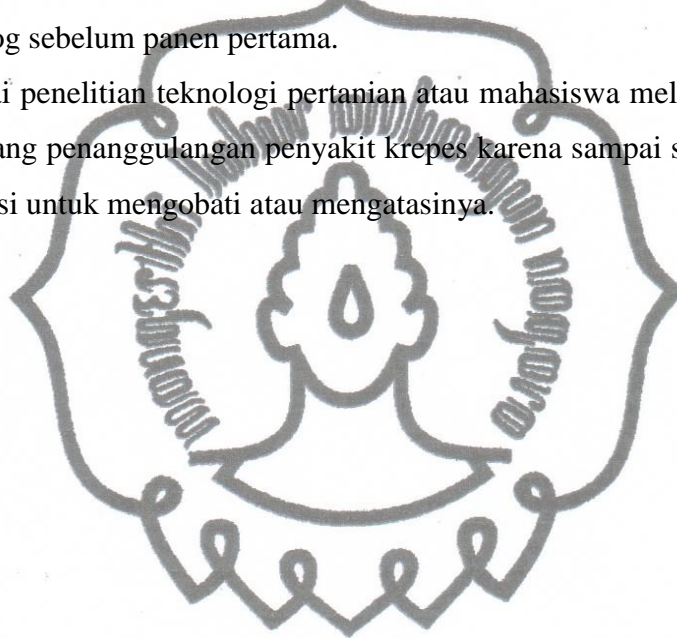 og sebelum panen pertama.
i penelitian teknologi pertanian atau mahasiswa mel
ang penanggulangan penyakit krepes karena sampai s
si untuk mengobati atau mengatasinya.